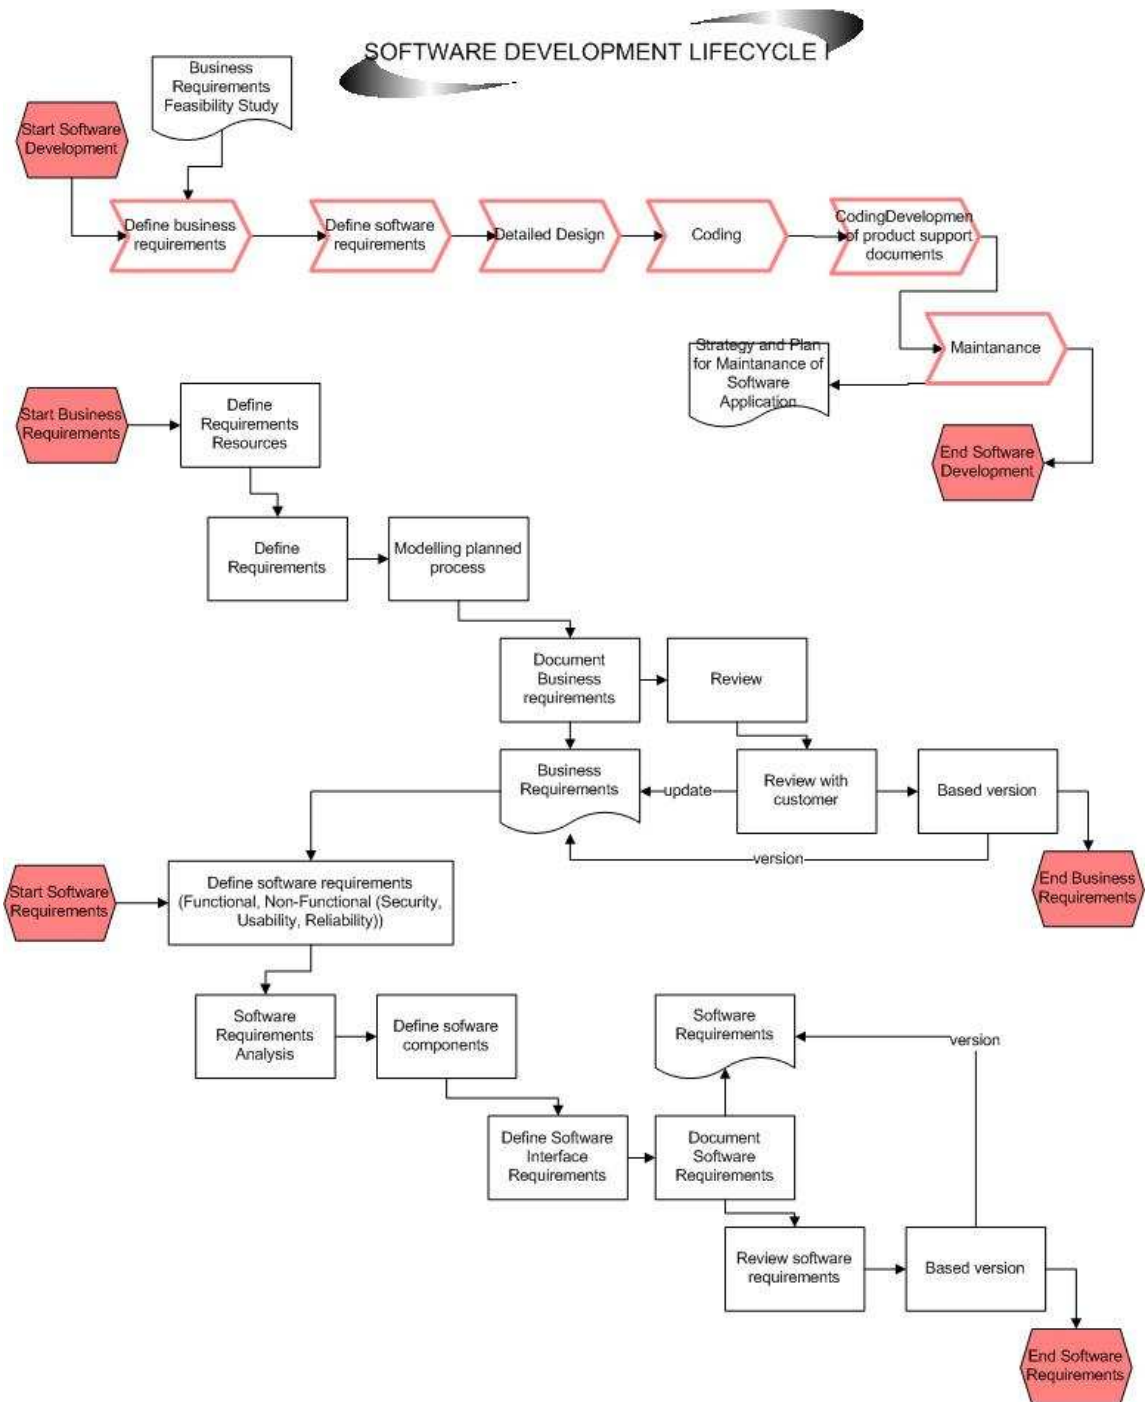 SOFTWARE DEVELOPMENT LIFECYCLE I
Business
Requirements
Feasibility Study
Start Software
Development
Define business
requirements
Define software
requirements
Detailed Design
Coding
CodingDevelopmen
of product support
documents
Maintanance
Strategy and Plan
for Maintanance of
Software
Application
End Software
Development
Start Business
Requirements
Define
Requirements
Resources
Define
Requirements
Modelling planned
process
Document
Business
requirements
Review
Business
Requirements
update
Review with
customer
Based version
version
End Business
Requirements
Start Software
Requirements
Define software requirements
(Functional, Non-Functional (Security,
Usability, Reliability))
Software
Requirements
Analysis
Define sofware
components
Software
Requirements
version
Define Software
Interface
Requirements
Document
Software
Requirements
Review software
requirements
Based version
End Software
Requirements